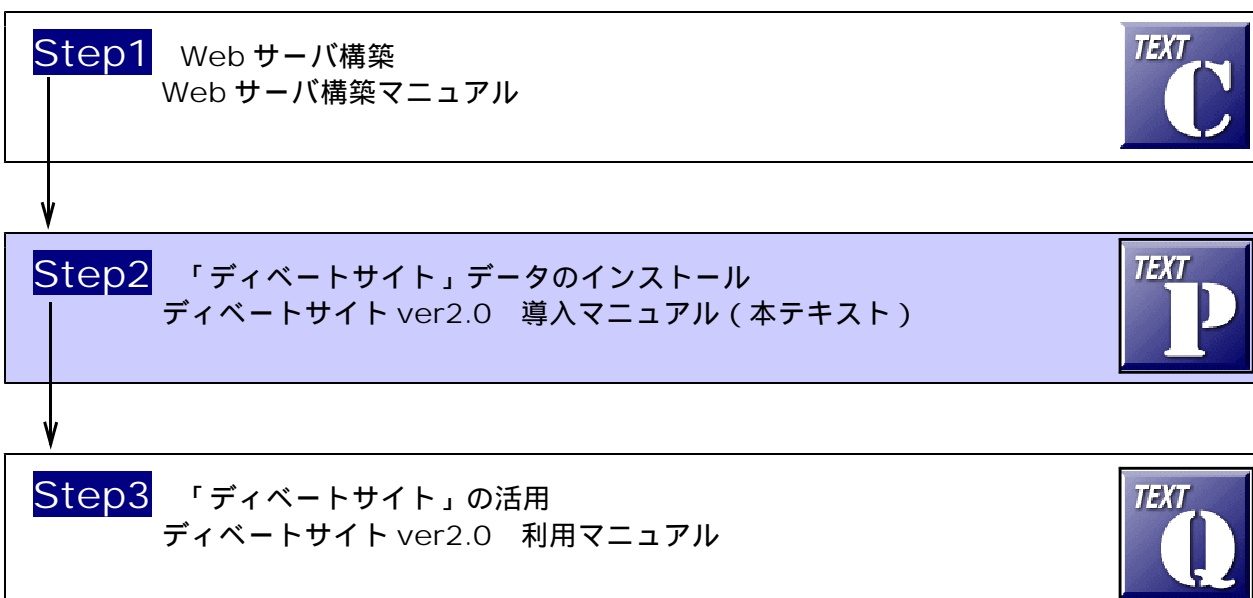 Step1 Web サーバ構築
Web サーバ構築マニュアル
TEXT
C
Step2 「ディベートサイト」データのインストール
ディベートサイト ver2.0 導入マニュアル（本テキスト）
TEXT
P
Step3 「ディベートサイト」の活用
ディベートサイト ver2.0 利用マニュアル
TEXT
Q